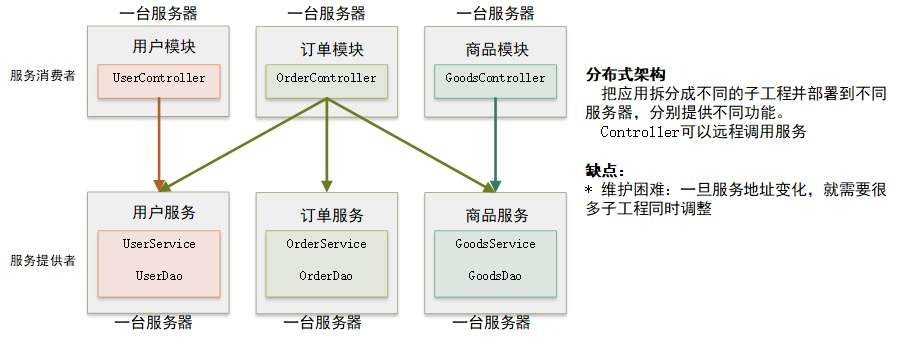 一台服务器 一台服务器 一台服务器
用户模块 订单模块 商品模块
服务消费者
UserController OrderController GoodsController
分布式架构
把应用拆分成不同的子工程并部署到不同
服务器，分别提供不同功能。
Controller可以远程调用服务
缺点：
* 维护困难：一旦服务地址变化，就需要很
多子工程同时调整
用户服务 订单服务 商品服务
服务提供者
UserService OrderService GoodsService
UserDao OrderDao GoodsDao
一台服务器 一台服务器 一台服务器